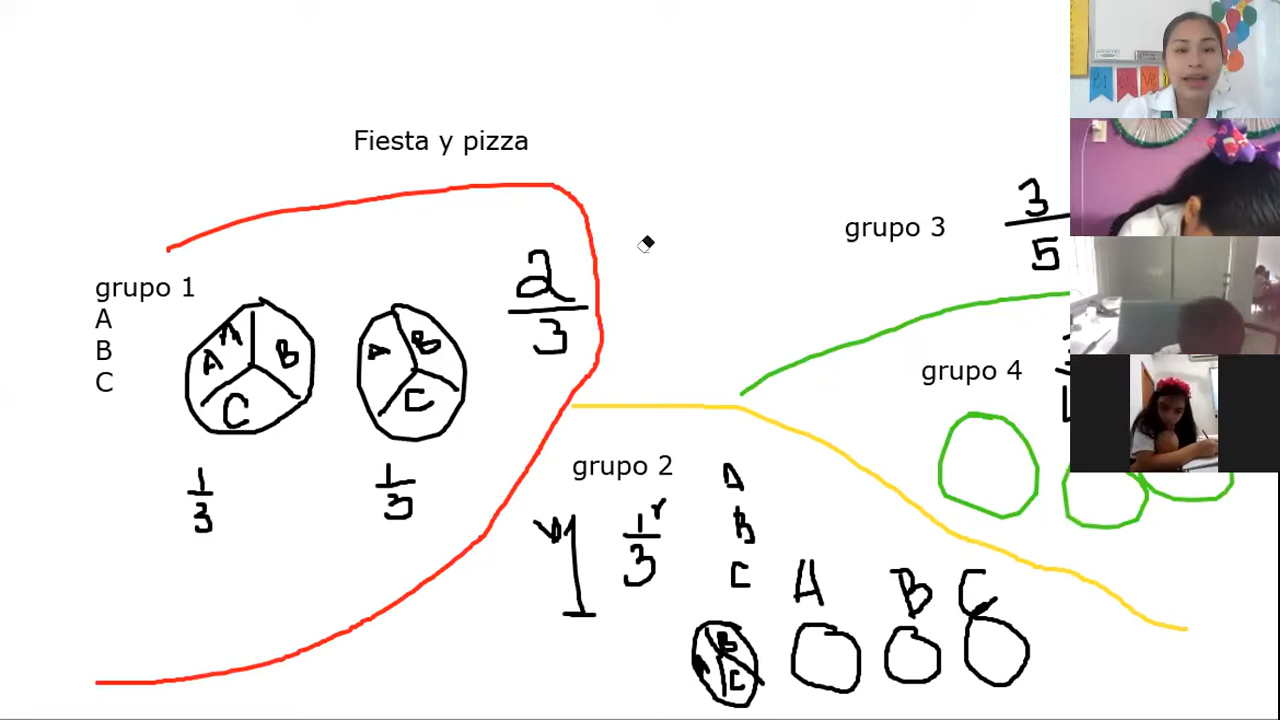 Fiesta y pizza
grupo 1
A
B
C
A B
C
A B
C
2/3
1/3
1/3
grupo 2
1 1/3
A
B
C
A B C
B
C
grupo 3
3/5
grupo 4